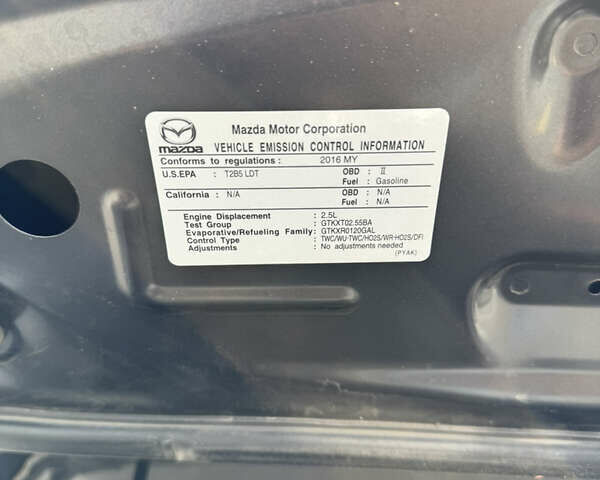 Mazda Motor Corporation
mazda VEHICLE EMISSION CONTROL INFORMATION
Conforms to regulations : 2016 MY
U.S.EPA : T2B5 LDT OBD : II
Fuel : Gasoline
California : N/A OBD : N/A
Fuel : N/A
Engine Displacement : 2.5L
Test Group : GTKXT02.55BA
Evaporative/Refueling Family: GTKXR0120GAL
Control Type : TWC/WU-TWC/HO2S/WR-HO2S/DFI
Adjustments : No adjustments needed
(PYAK)